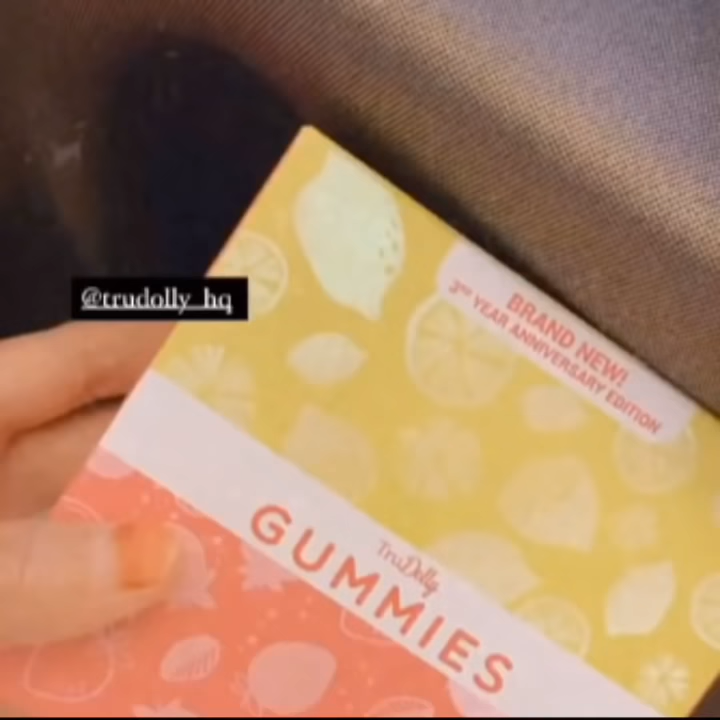 @trudolly_hq
BRAND NEW!
3RD YEAR ANNIVERSARY EDITION
TruDolly
GUMMIES